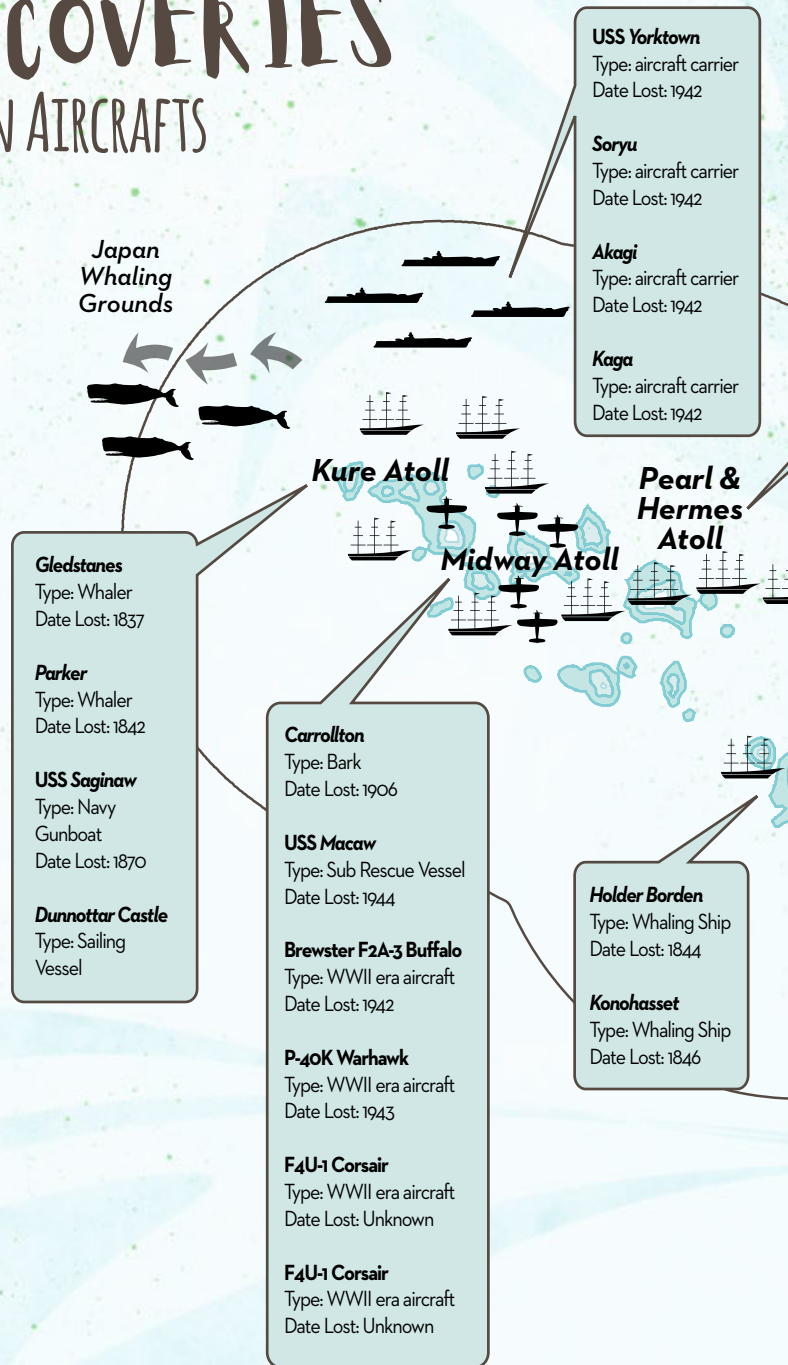 COVERIES
N AIRCRAFTS
USS Yorktown
Type: aircraft carrier
Date Lost: 1942
Soryu
Type: aircraft carrier
Date Lost: 1942
Akagi
Type: aircraft carrier
Date Lost: 1942
Kaga
Type: aircraft carrier
Date Lost: 1942
Japan
Whaling
Grounds
Kure Atoll
Pearl &
Hermes
Atoll
Midway Atoll
Gledstanes
Type: Whaler
Date Lost: 1837
Parker
Type: Whaler
Date Lost: 1842
USS Saginaw
Type: Navy
Gunboat
Date Lost: 1870
Dunnottar Castle
Type: Sailing
Vessel
Carrollton
Type: Bark
Date Lost: 1906
USS Macaw
Type: Sub Rescue Vessel
Date Lost: 1944
Brewster F2A-3 Buffalo
Type: WWII era aircraft
Date Lost: 1942
P-40K Warhawk
Type: WWII era aircraft
Date Lost: 1943
F4U-1 Corsair
Type: WWII era aircraft
Date Lost: Unknown
F4U-1 Corsair
Type: WWII era aircraft
Date Lost: Unknown
Holder Borden
Type: Whaling Ship
Date Lost: 1844
Konohasset
Type: Whaling Ship
Date Lost: 1846